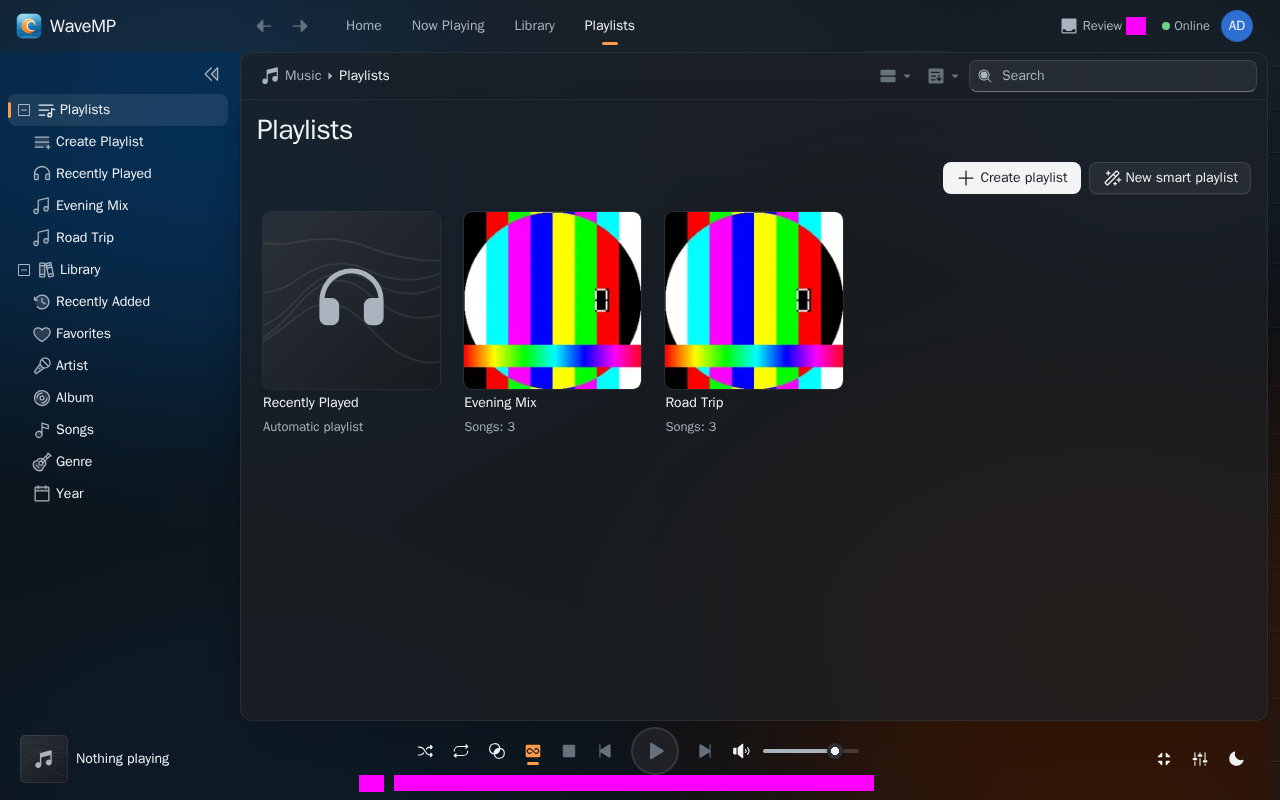 WaveMP
Home
Now Playing
Library
Playlists
Review
Online
AD
Music
Playlists
Search
Playlists
Create Playlist
Recently Played
Evening Mix
Road Trip
Library
Recently Added
Favorites
Artist
Album
Songs
Genre
Year
Playlists
Create playlist
New smart playlist
Recently Played
Automatic playlist
Evening Mix
Songs: 3
Road Trip
Songs: 3
Nothing playing